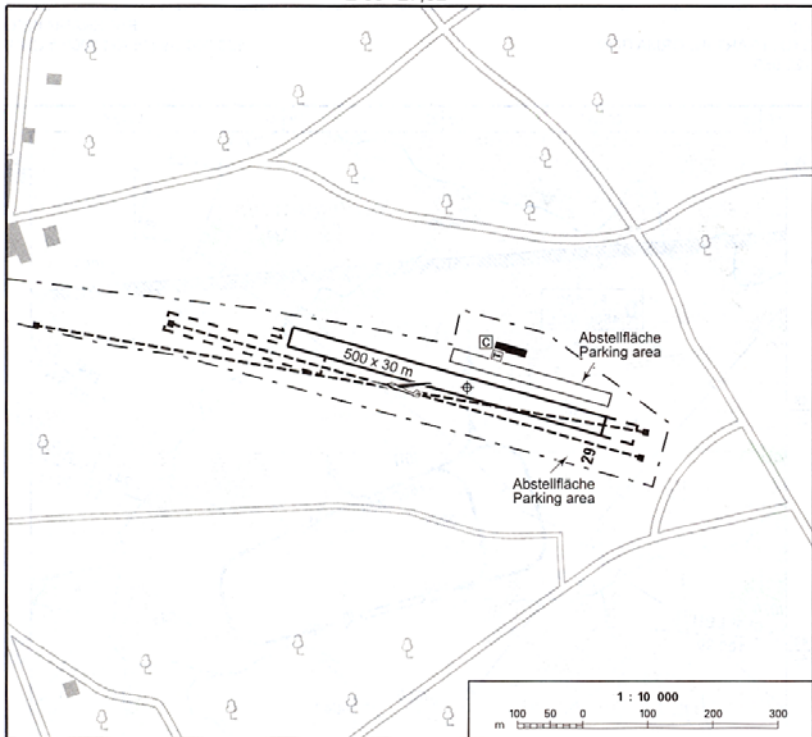 500 x 30 m
C
Abstellfläche
Parking area
29
Abstellfläche
Parking area
1 : 10 000
m 100 50 0 100 200 300